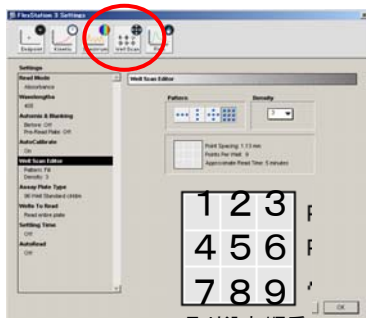 FlexStation 3 Settings
Endpoint Kinetic Spectrum Well Scan
Settings
Read Mode
Absorbance
Wavelengths
400
Automix & Blanking
Before: Off
Pre-Read Plate: Off
AutoCalibrate
On
Well Scan Editor
Pattern: Fill
Density: 3
Assay Plate Type
96 Well Standard clrbtm
Wells To Read
Read entire plate
Settling Time
Off
AutoRead
Off
Well Scan Editor
Pattern
Density
Point Spacing: 1.13 mm
Points Per Well: 9
Approximate Read Time: 5 minutes
1 2 3
4 5 6
7 8 9
OK